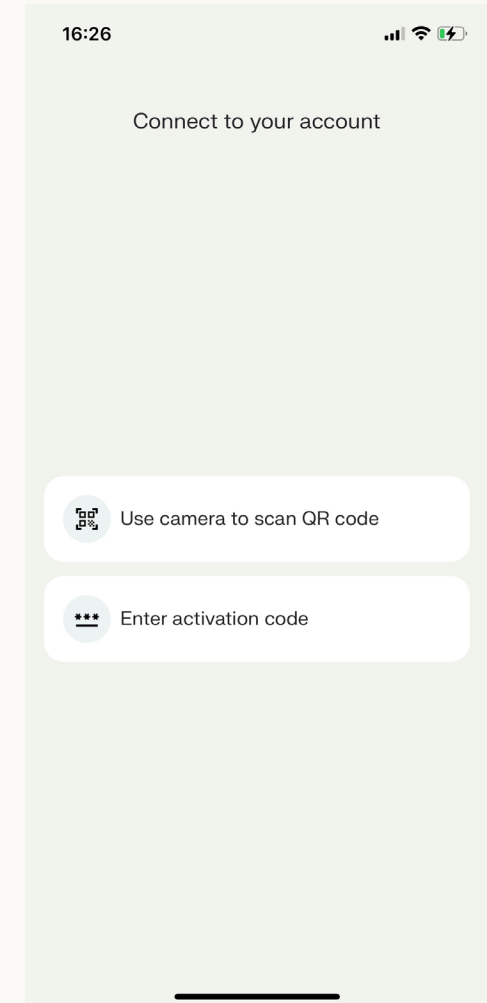 16:26
Connect to your account
Use camera to scan QR code
*** Enter activation code